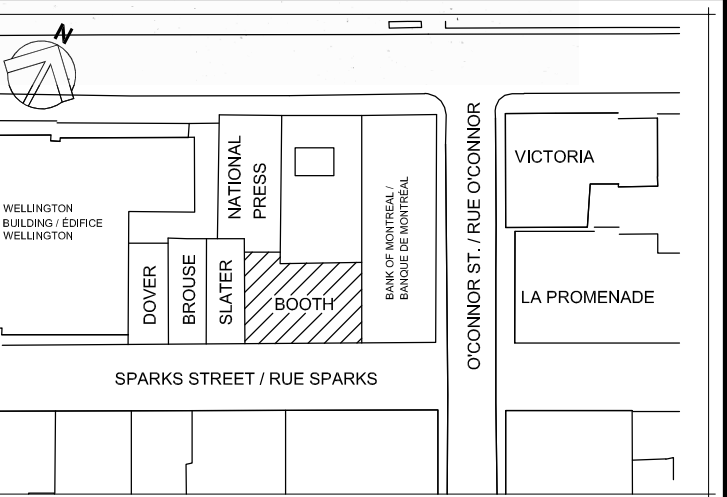 N
NATIONAL
PRESS
VICTORIA
WELLINGTON
BUILDING / ÉDIFICE
WELLINGTON
DOVER
BROUSE
SLATER
BOOTH
BANK OF MONTREAL /
BANQUE DE MONTRÉAL
O'CONNOR ST. / RUE O'CONNOR
LA PROMENADE
SPARKS STREET / RUE SPARKS